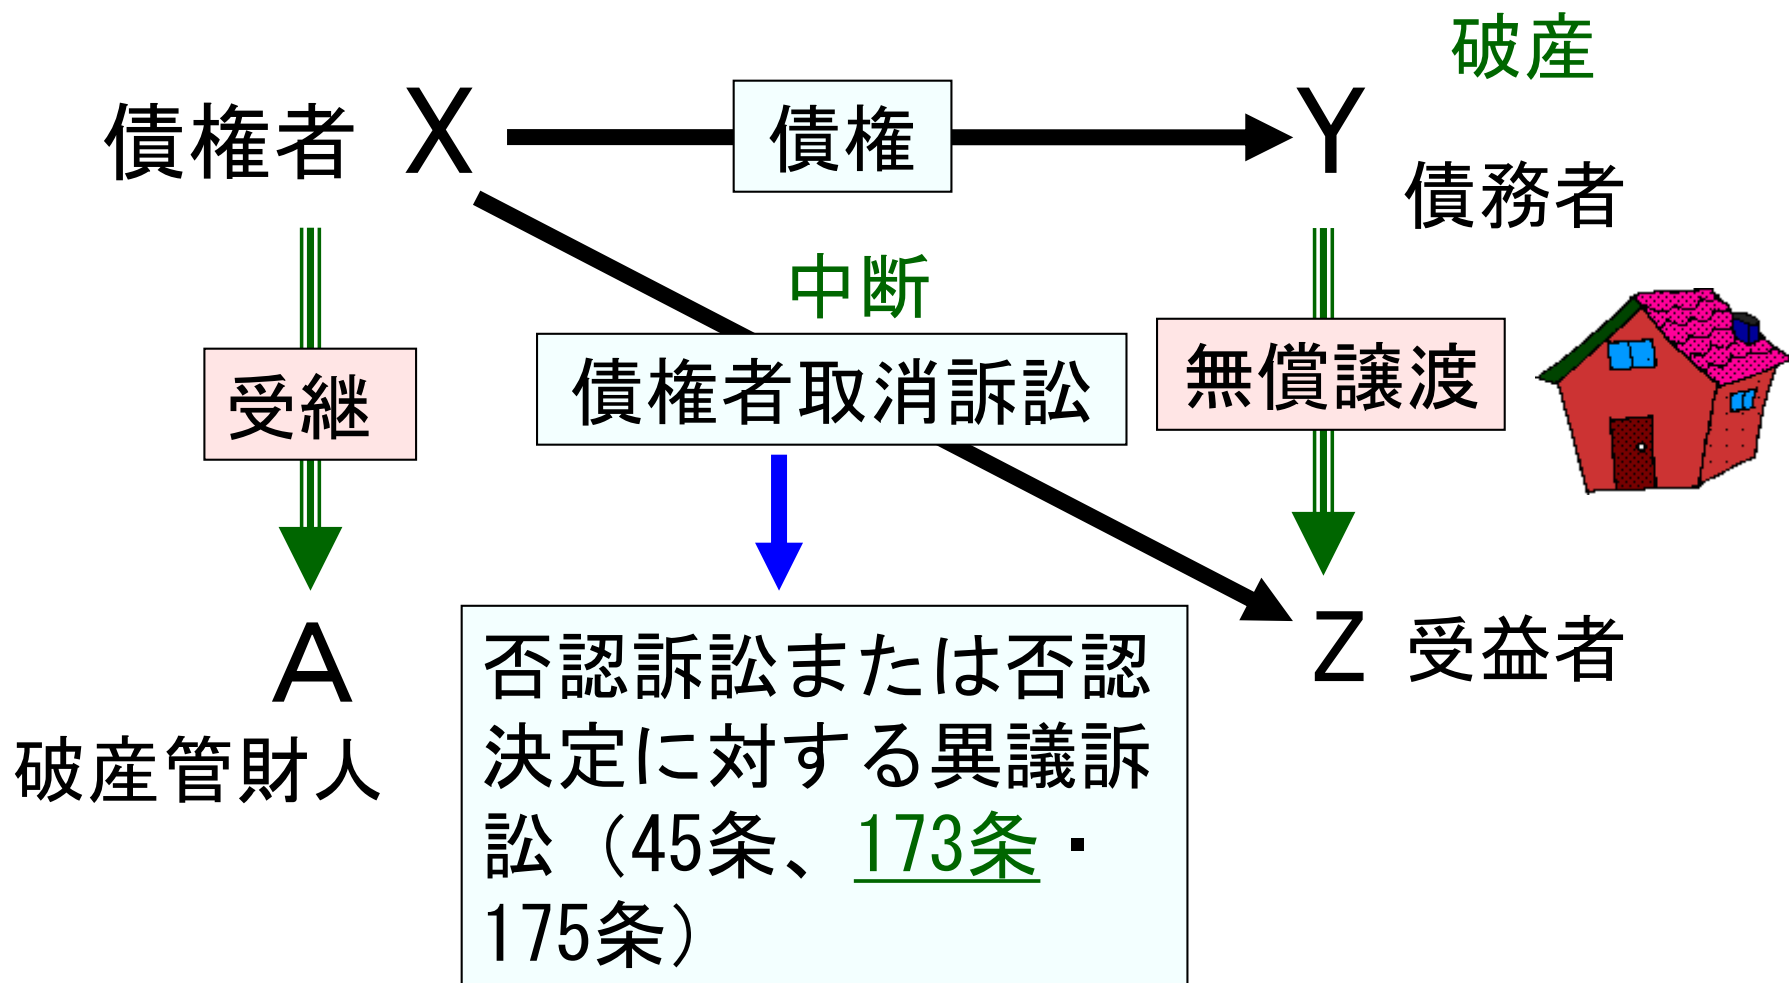 破産
債権者 X
債権
Y
債務者
中断
債権者取消訴訟
無償譲渡
受継
A
破産管財人
否認訴訟または否認
決定に対する異議訴
訟（45条、173条・
175条）
Z 受益者